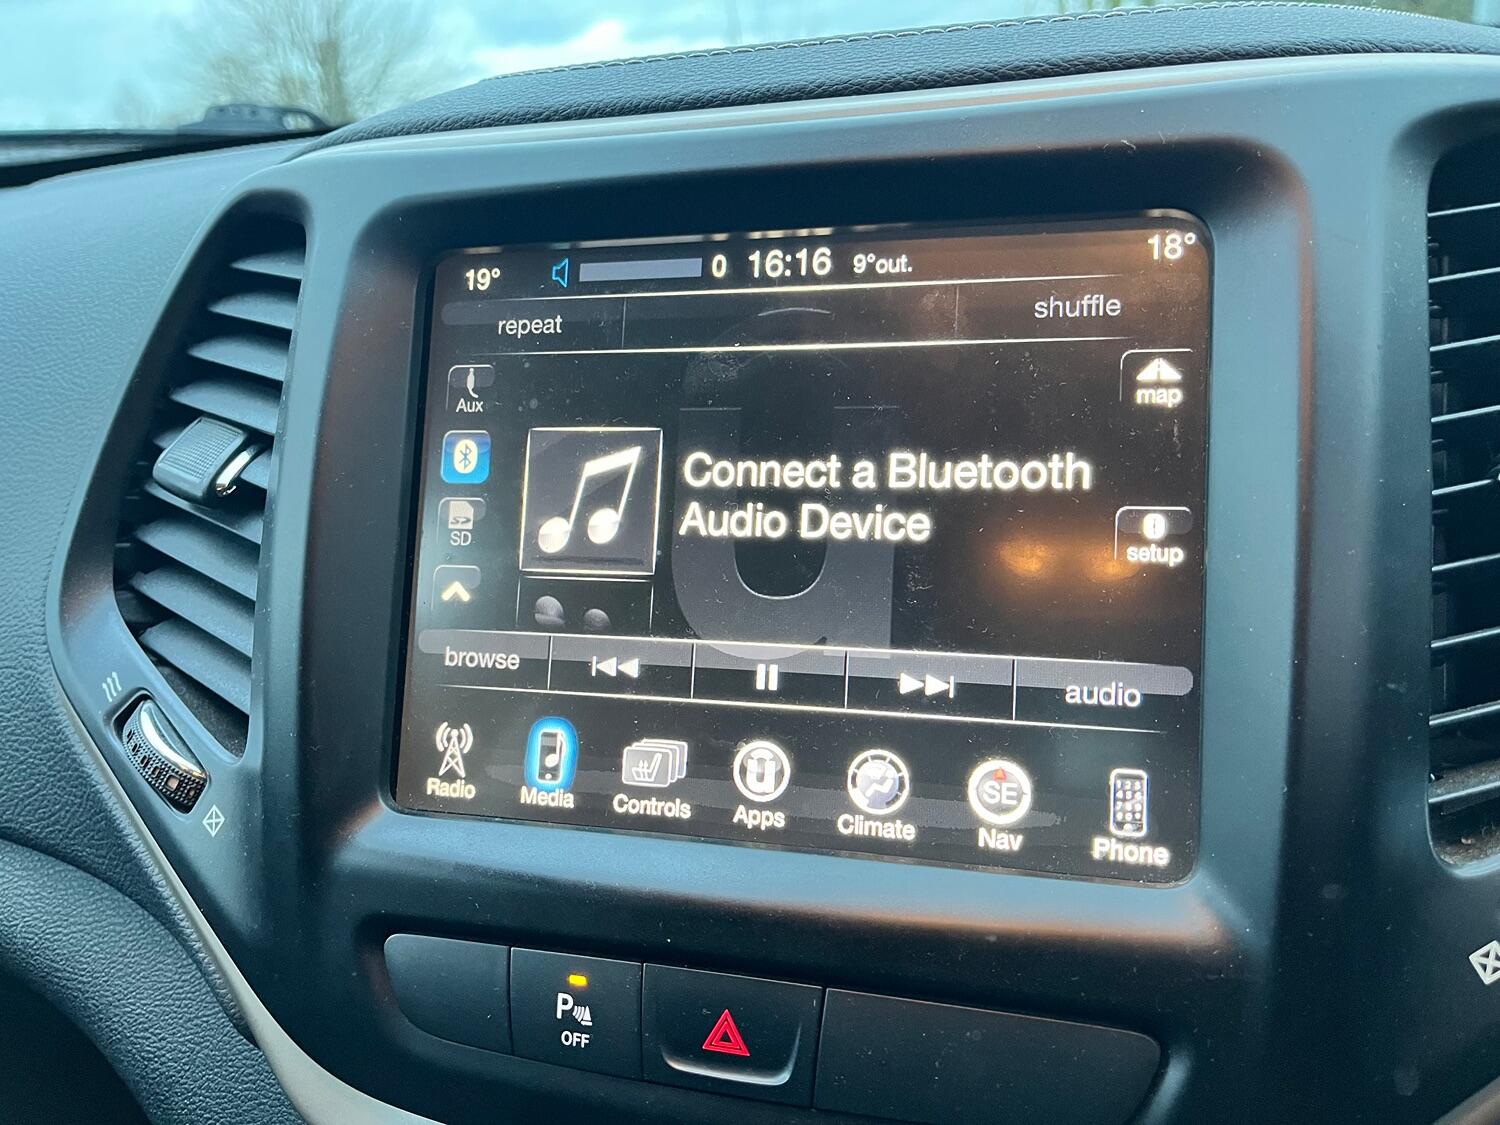 19° 0 16:16 9°out. 18°
repeat shuffle
Aux
map
Connect a Bluetooth
Audio Device
SD
setup
browse audio
Radio Media Controls Apps Climate SE Nav Phone
P
OFF